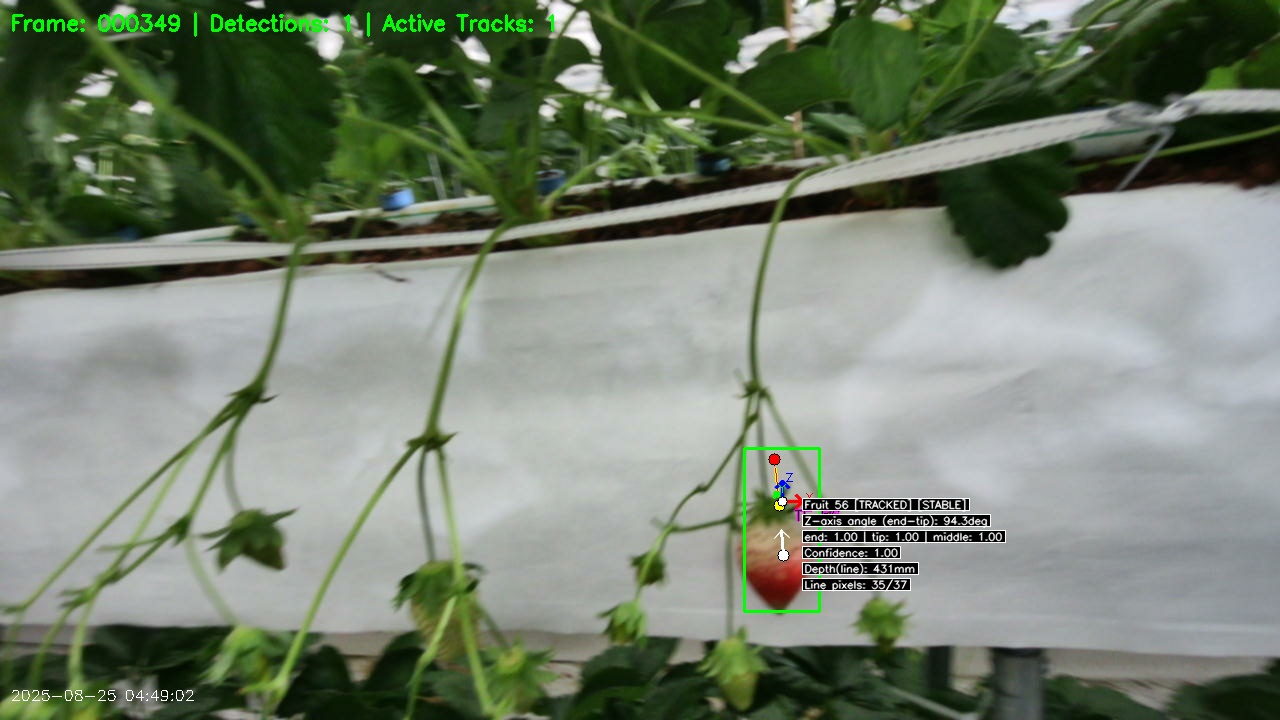 Frame: 000349 | Detections: 1 | Active Tracks: 1
Z
Fruit 56 [TRACKED] [STABLE]
Z-axis angle (end-tip): 94.3deg
end: 1.00 | tip: 1.00 | middle: 1.00
Confidence: 1.00
Depth(line): 431mm
Line pixels: 35/37
2025-08-25 04:49:02